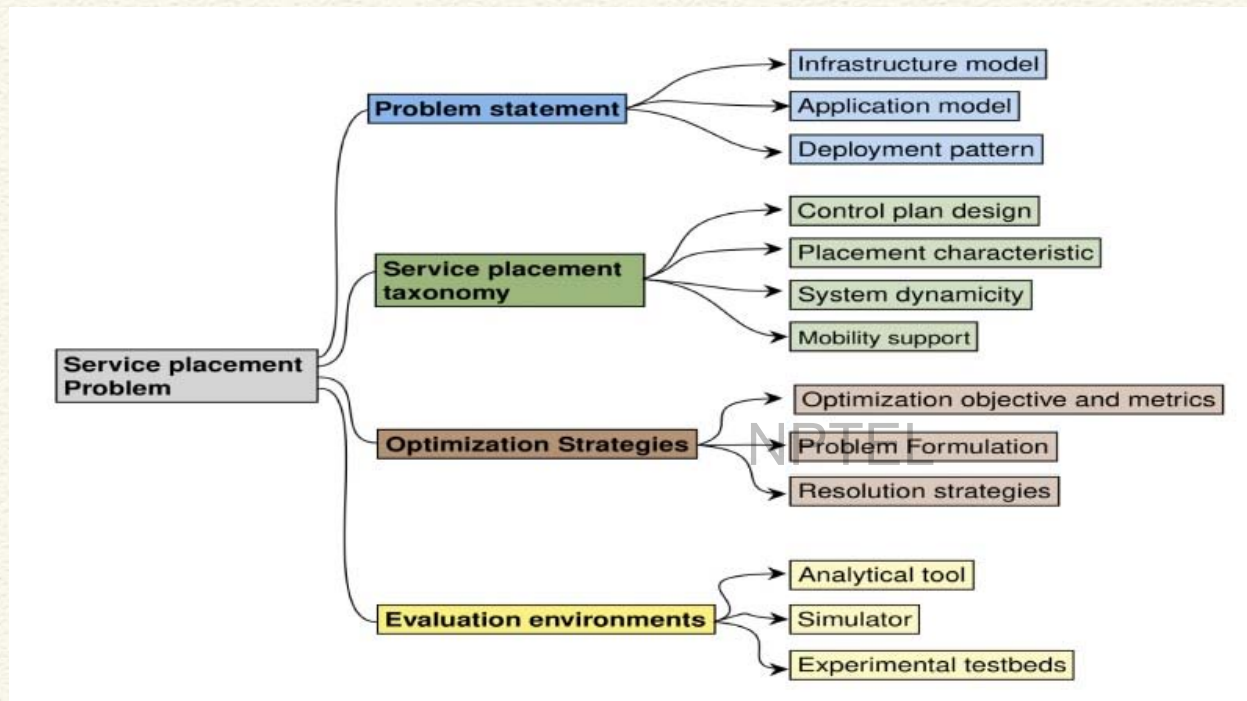 Service placement
Problem
Problem statement
Infrastructure model
Application model
Deployment pattern
Service placement
taxonomy
Control plan design
Placement characteristic
System dynamicity
Mobility support
Optimization Strategies
Optimization objective and metrics
Problem Formulation
Resolution strategies
Evaluation environments
Analytical tool
Simulator
Experimental testbeds
NPTEL